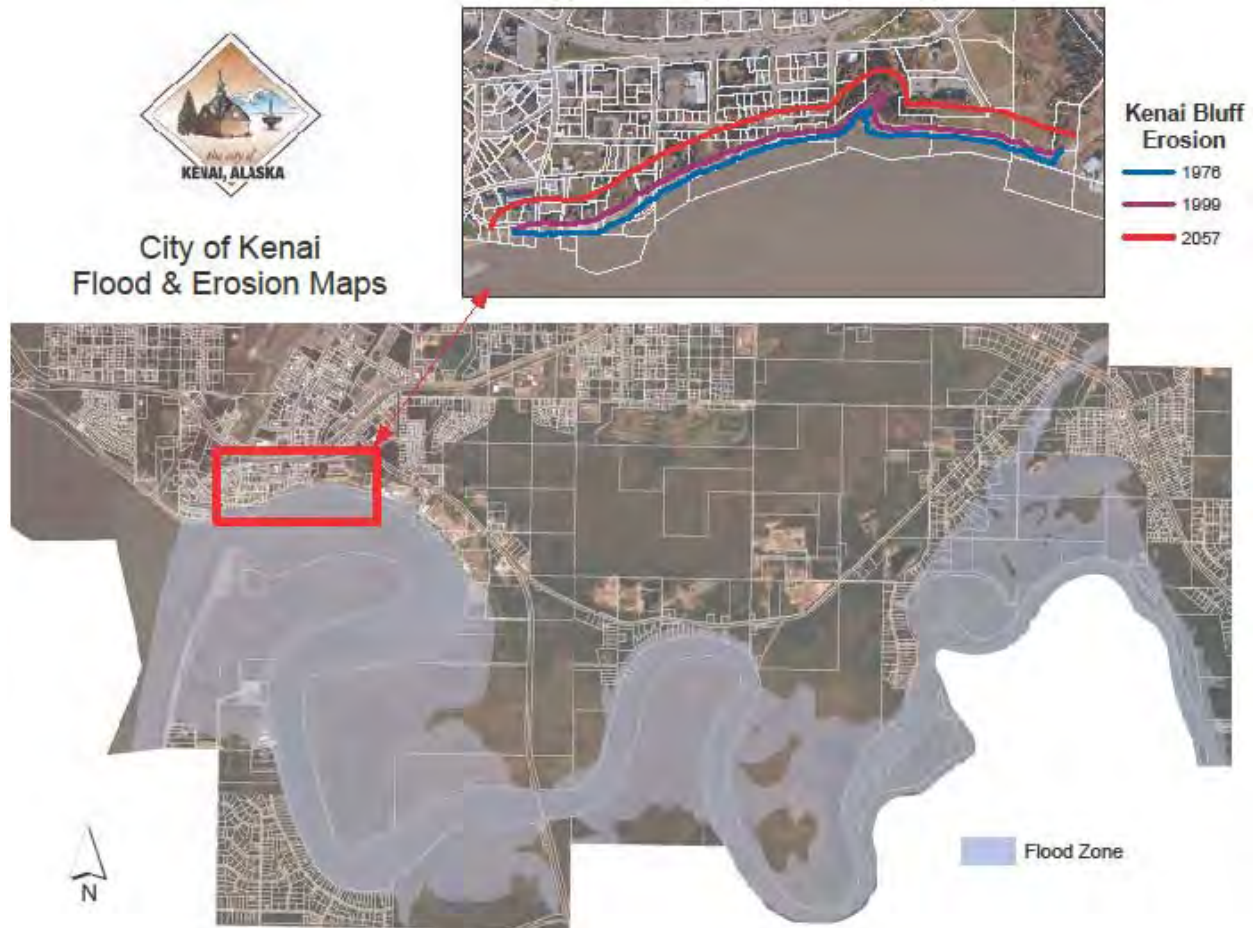 the city of
KENAI, ALASKA
City of Kenai
Flood & Erosion Maps
Kenai Bluff
Erosion
1976
1999
2057
N
Flood Zone